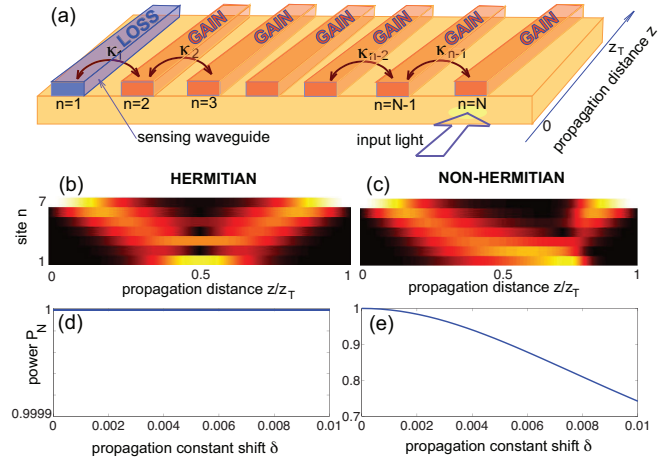 (a)
LOSS GAIN GAIN GAIN GAIN GAIN GAIN
κ1 κ2 κn-2 κn-1
n=1 n=2 n=3 n=N-1 n=N
sensing waveguide
input light
0 propagation distance z zT
(b) HERMITIAN
7
site n
1
0 0.5 1
propagation distance z/zT
(c) NON-HERMITIAN
0 0.5 1
propagation distance z/zT
(d)
1
power PN
0.9999
0 0.002 0.004 0.006 0.008 0.01
propagation constant shift δ
(e)
1
0.9
0.8
0.7
0 0.002 0.004 0.006 0.008 0.01
propagation constant shift δ